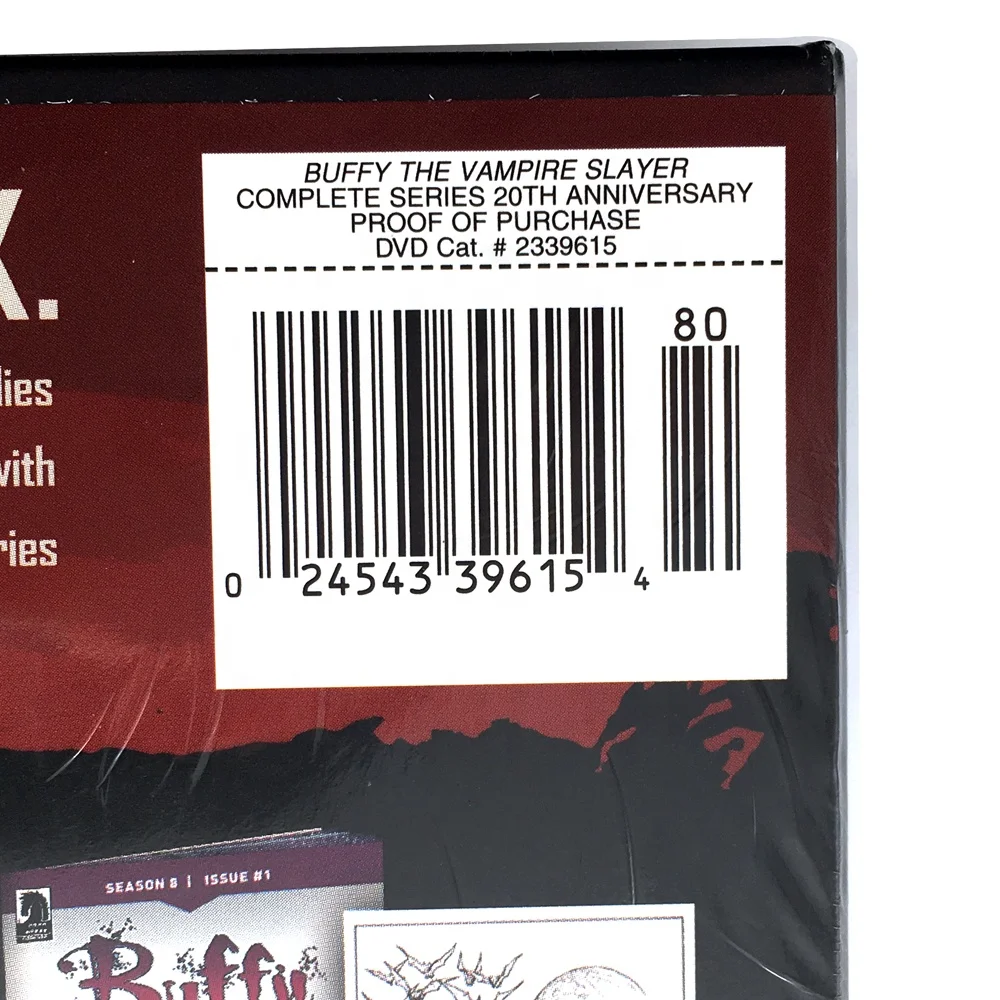 BUFFY THE VAMPIRE SLAYER
COMPLETE SERIES 20TH ANNIVERSARY
PROOF OF PURCHASE
DVD Cat. # 2339615
80
0 24543 39615 4
X.
lies
with
ries
SEASON 8 | ISSUE #1
Buffy